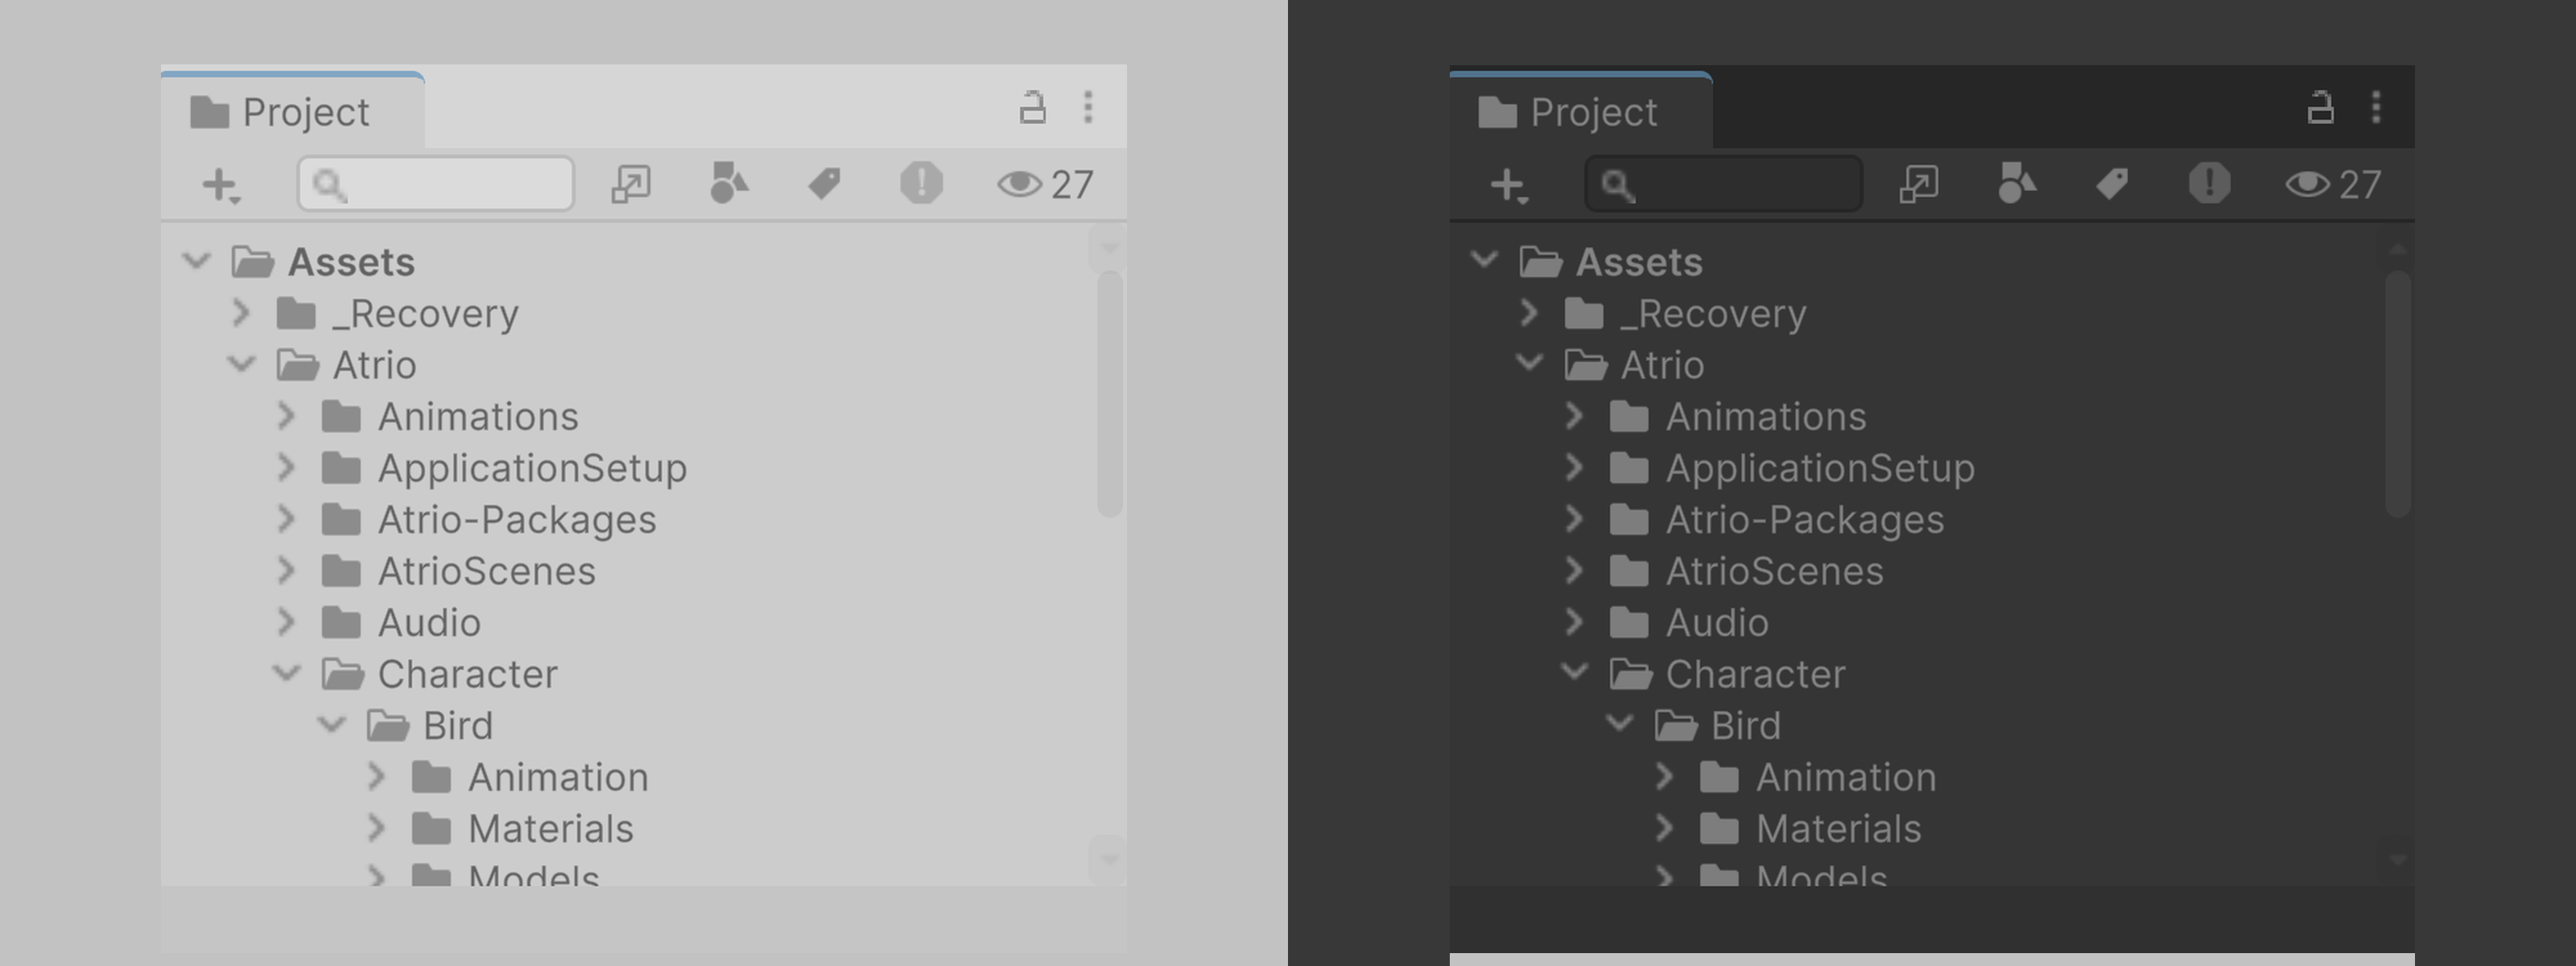 Project
27
Assets
_Recovery
Atrio
Animations
ApplicationSetup
Atrio-Packages
AtrioScenes
Audio
Character
Bird
Animation
Materials
Models
Project
27
Assets
_Recovery
Atrio
Animations
ApplicationSetup
Atrio-Packages
AtrioScenes
Audio
Character
Bird
Animation
Materials
Models